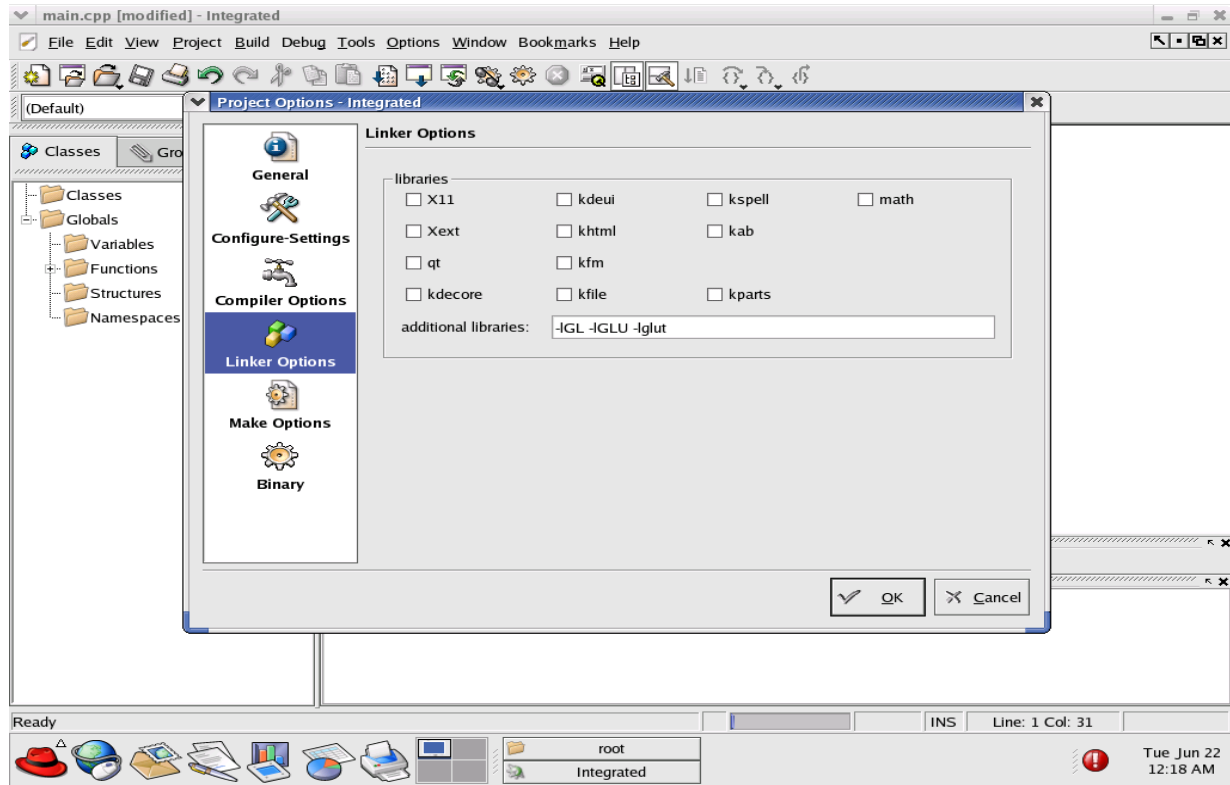 main.cpp [modified] - Integrated
File Edit View Project Build Debug Tools Options Window Bookmarks Help
(Default)
Project Options - Integrated
Classes Gro
Classes
Globals
Variables
Functions
Structures
Namespaces
General
Configure-Settings
Compiler Options
Linker Options
Make Options
Binary
Linker Options
libraries
X11 kdeui kspell math
Xext khtml kab
qt kfm
kdecore kfile kparts
additional libraries: -lGL -lGLU -lglut
OK Cancel
Ready INS Line: 1 Col: 31
root
Integrated
Tue Jun 22
12:18 AM